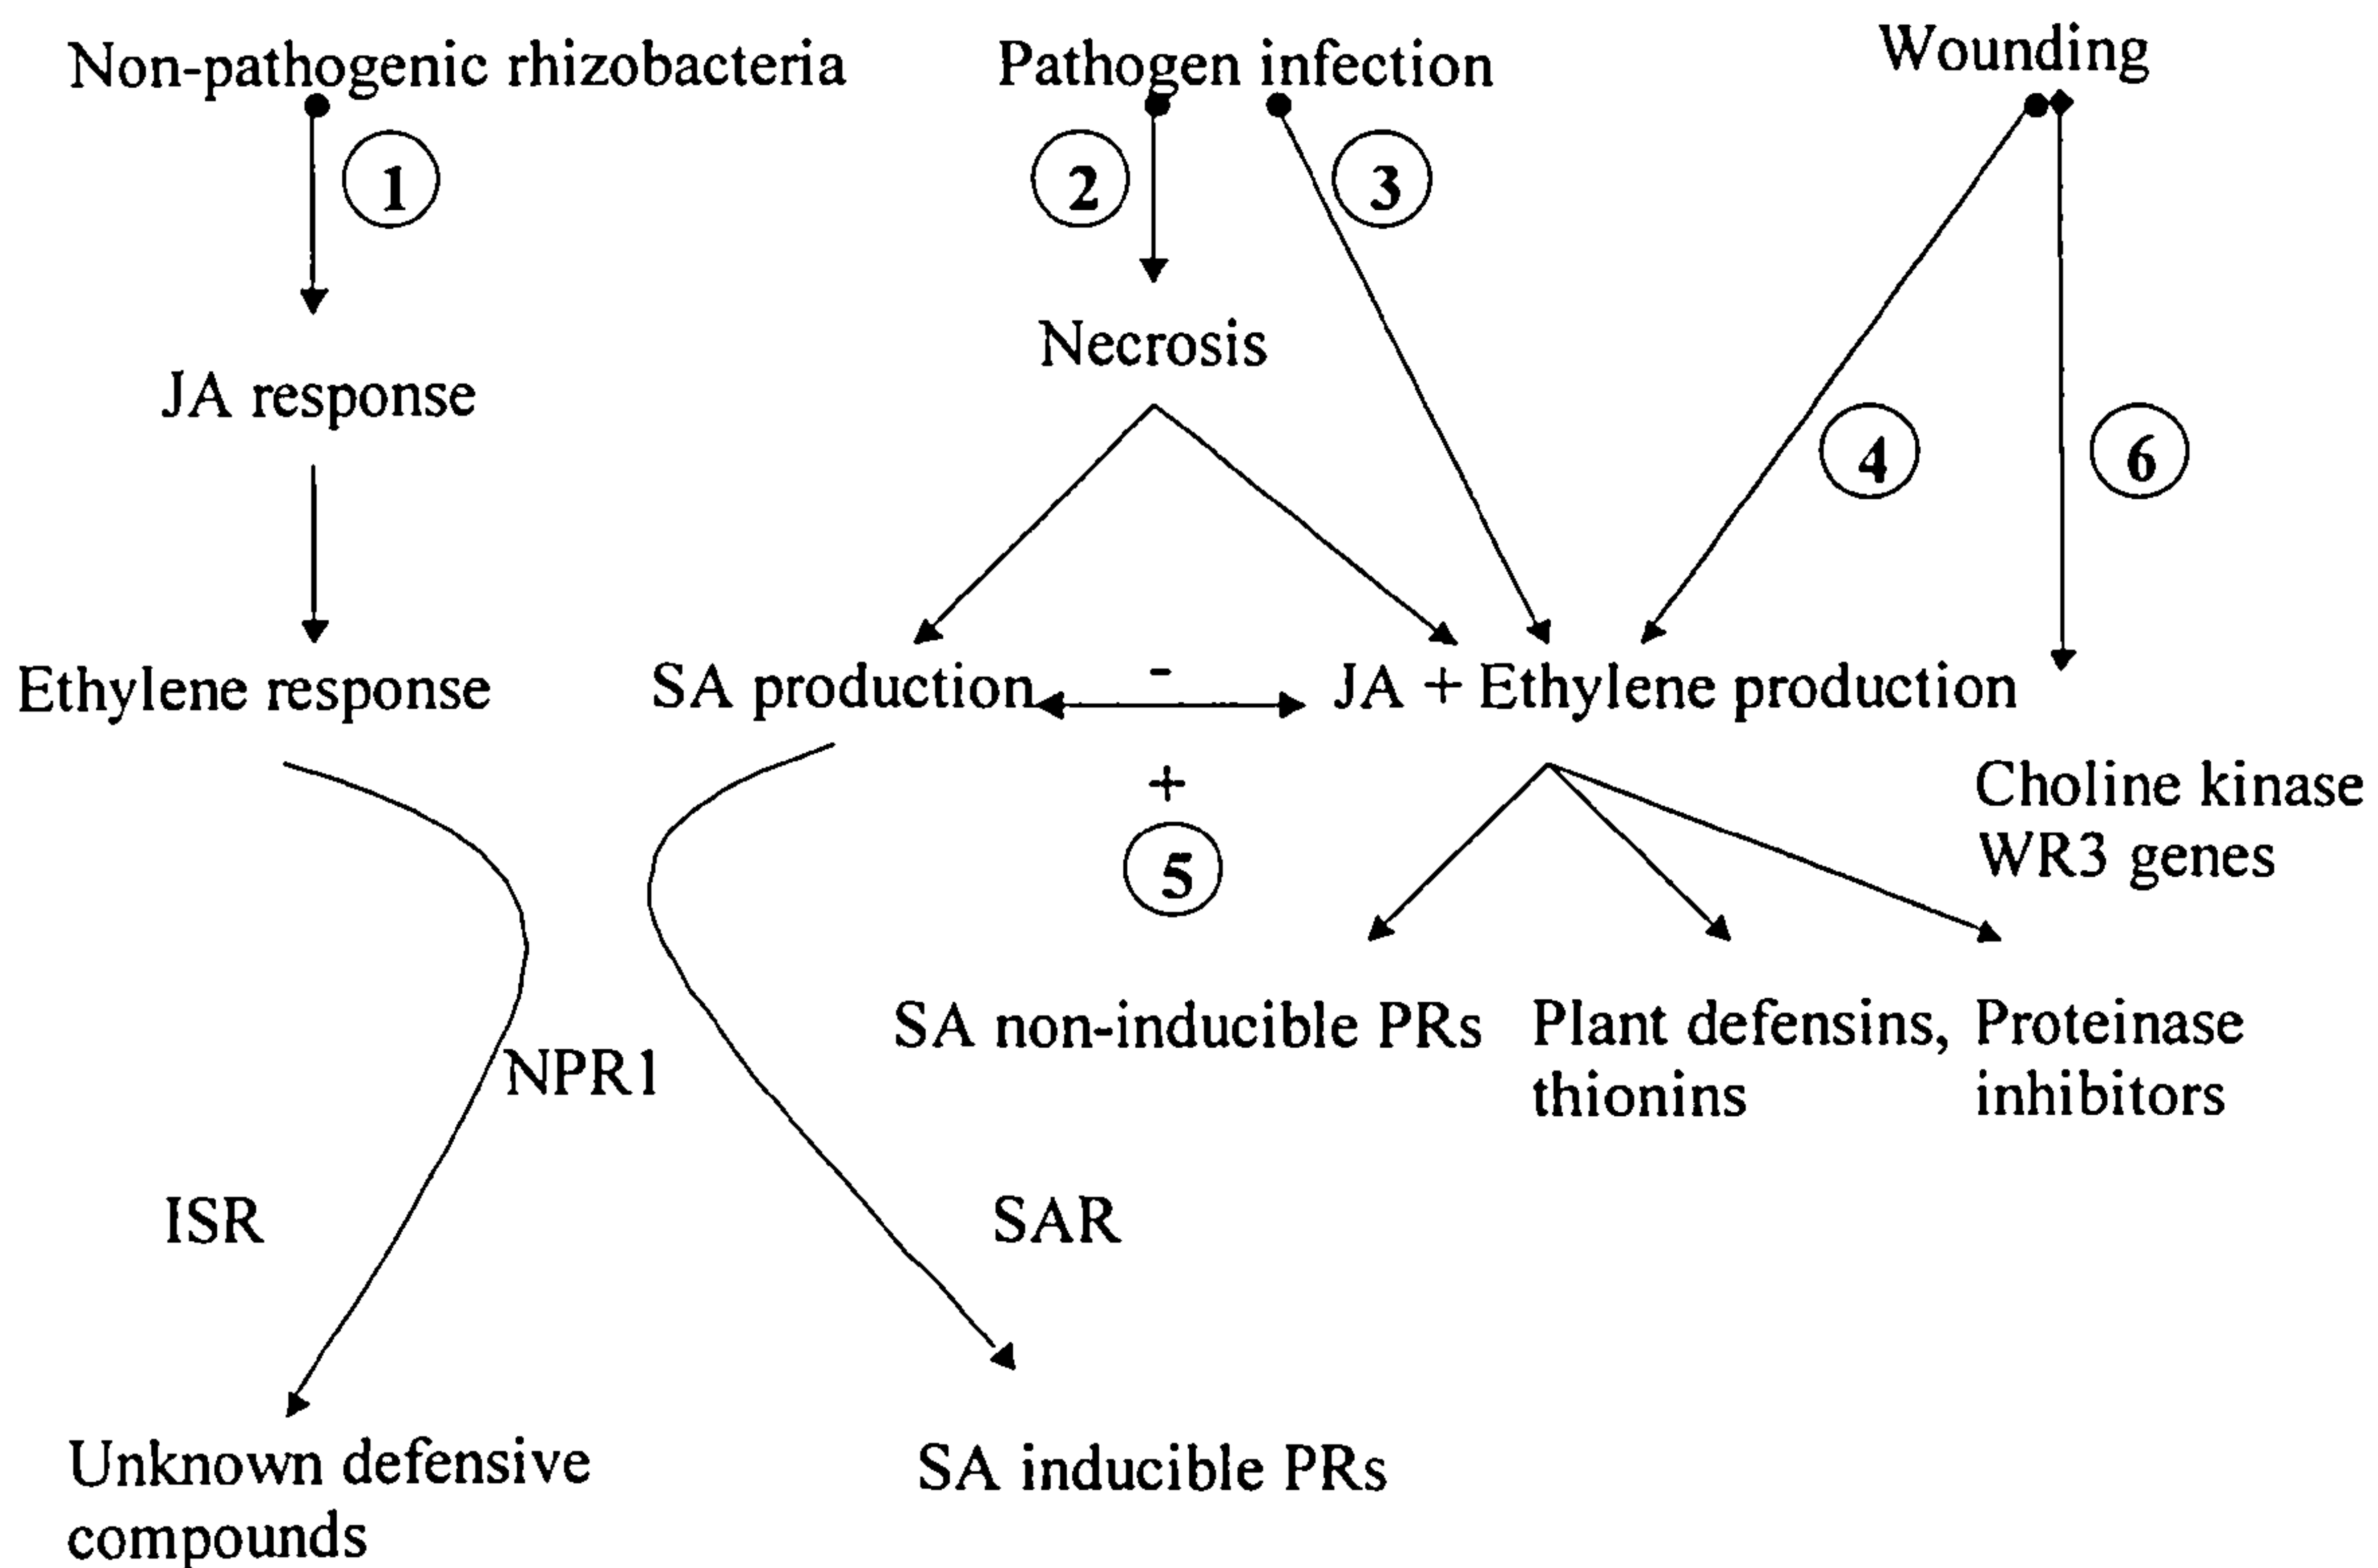 Non-pathogenic rhizobacteria
Pathogen infection
Wounding
1
2
3
JA response
Necrosis
4
6
Ethylene response
SA production
-
JA + Ethylene production
+
5
Choline kinase
WR3 genes
SA non-inducible PRs
Plant defensins,
thionins
Proteinase
inhibitors
NPR1
ISR
SAR
Unknown defensive
compounds
SA inducible PRs